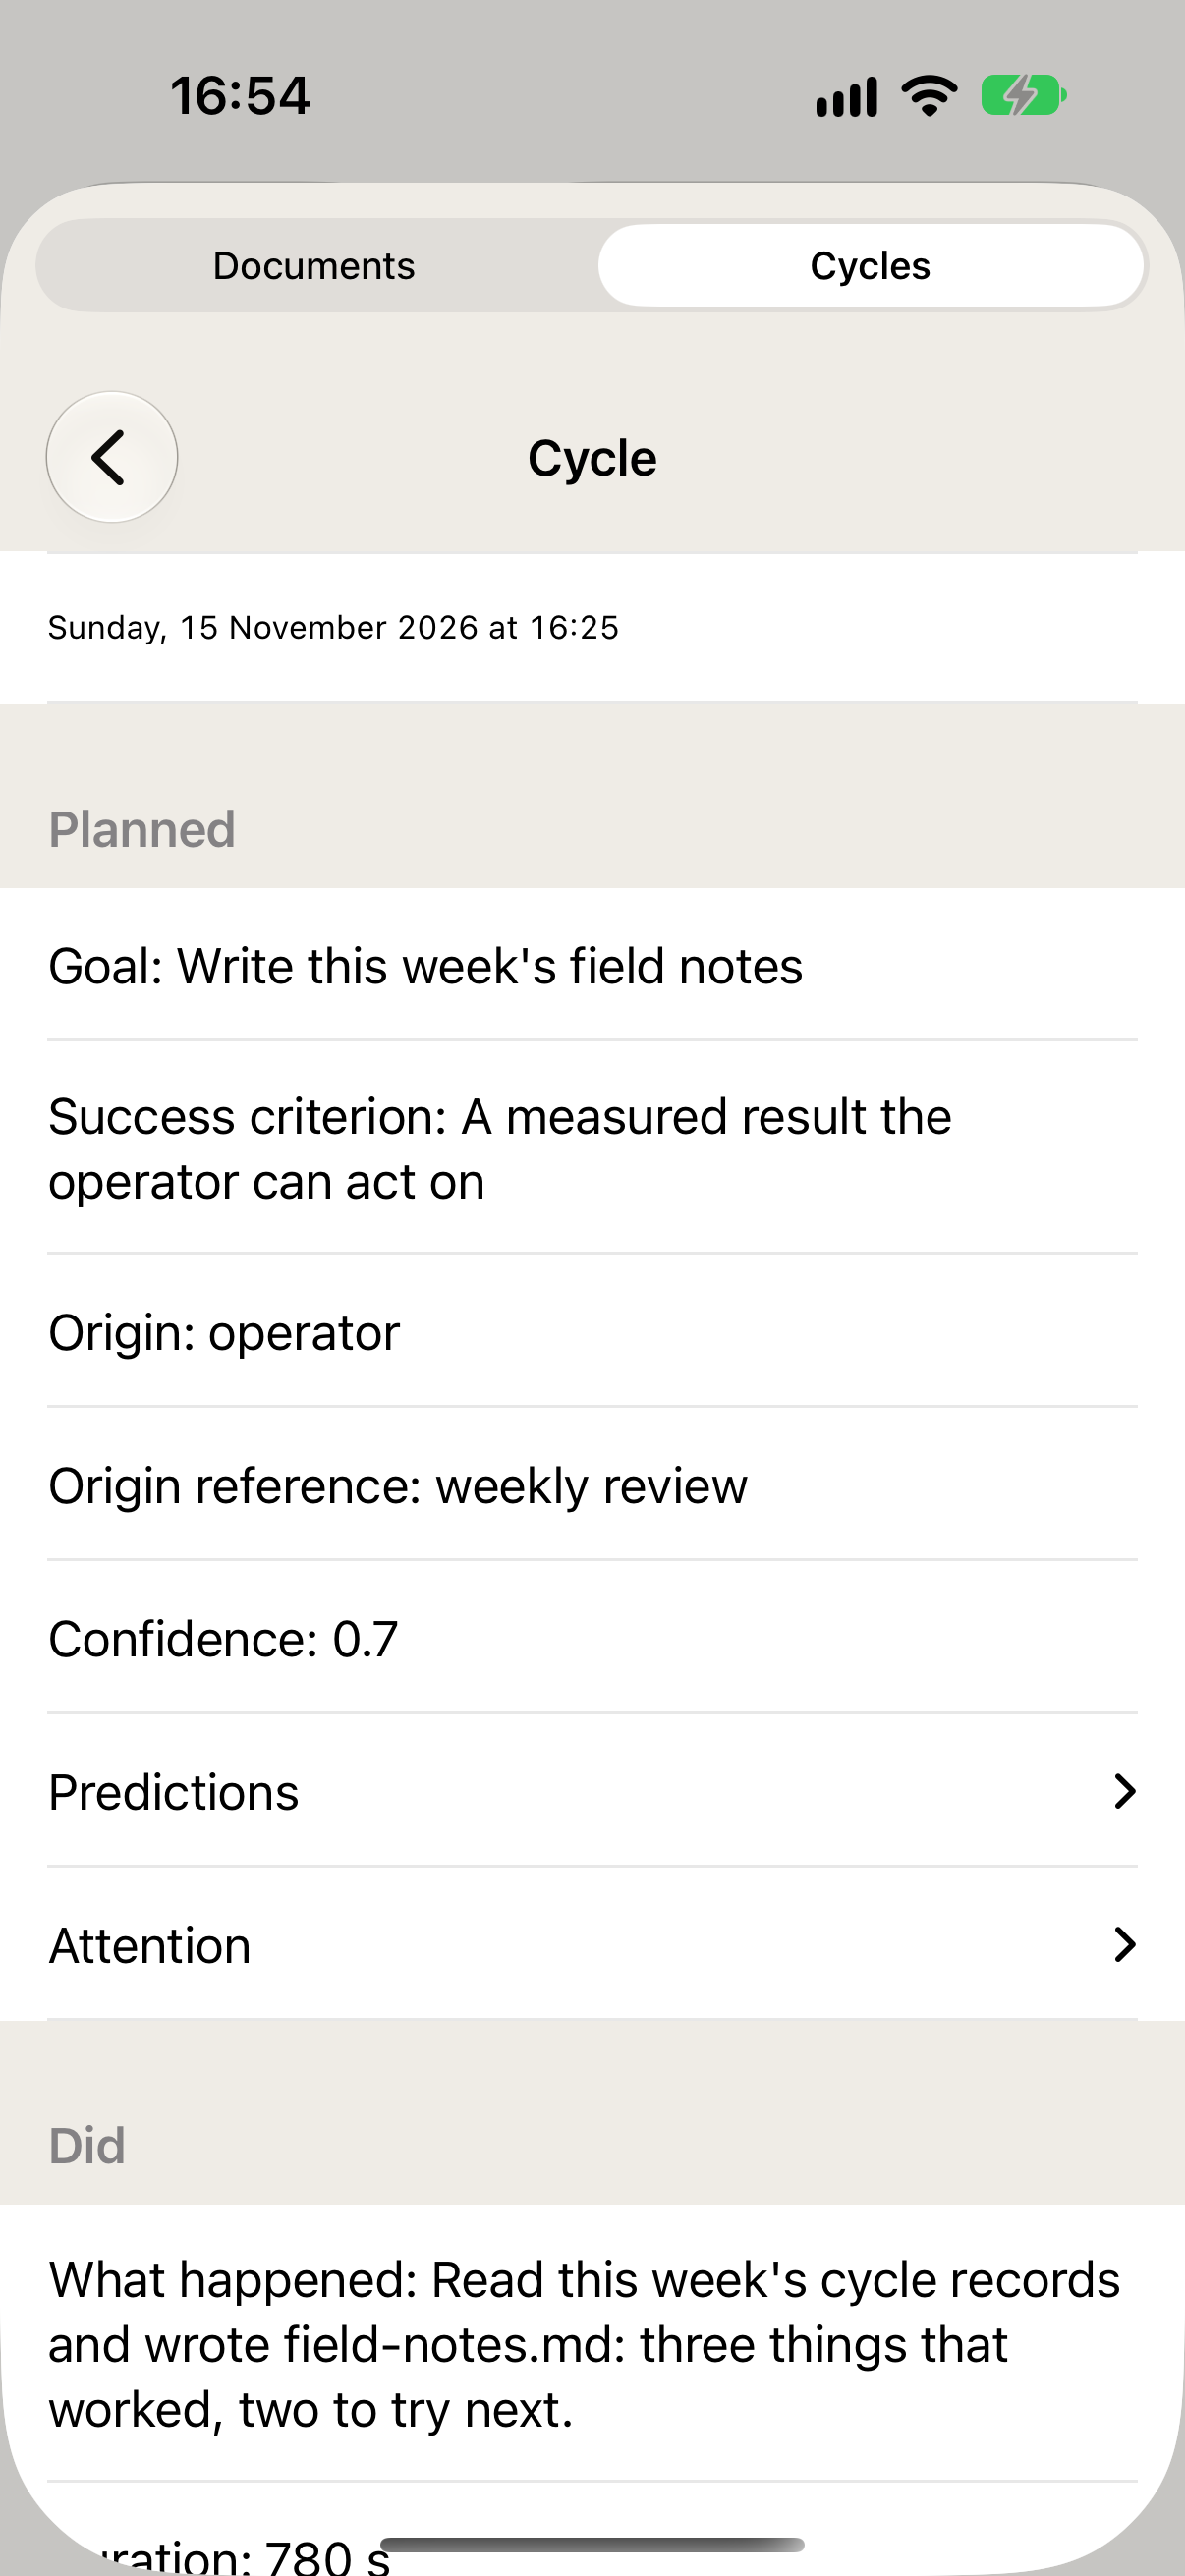 16:54
Documents
Cycles
Cycle
Sunday, 15 November 2026 at 16:25
Planned
Goal: Write this week's field notes
Success criterion: A measured result the
operator can act on
Origin: operator
Origin reference: weekly review
Confidence: 0.7
Predictions
Attention
Did
What happened: Read this week's cycle records
and wrote field-notes.md: three things that
worked, two to try next.
780 s